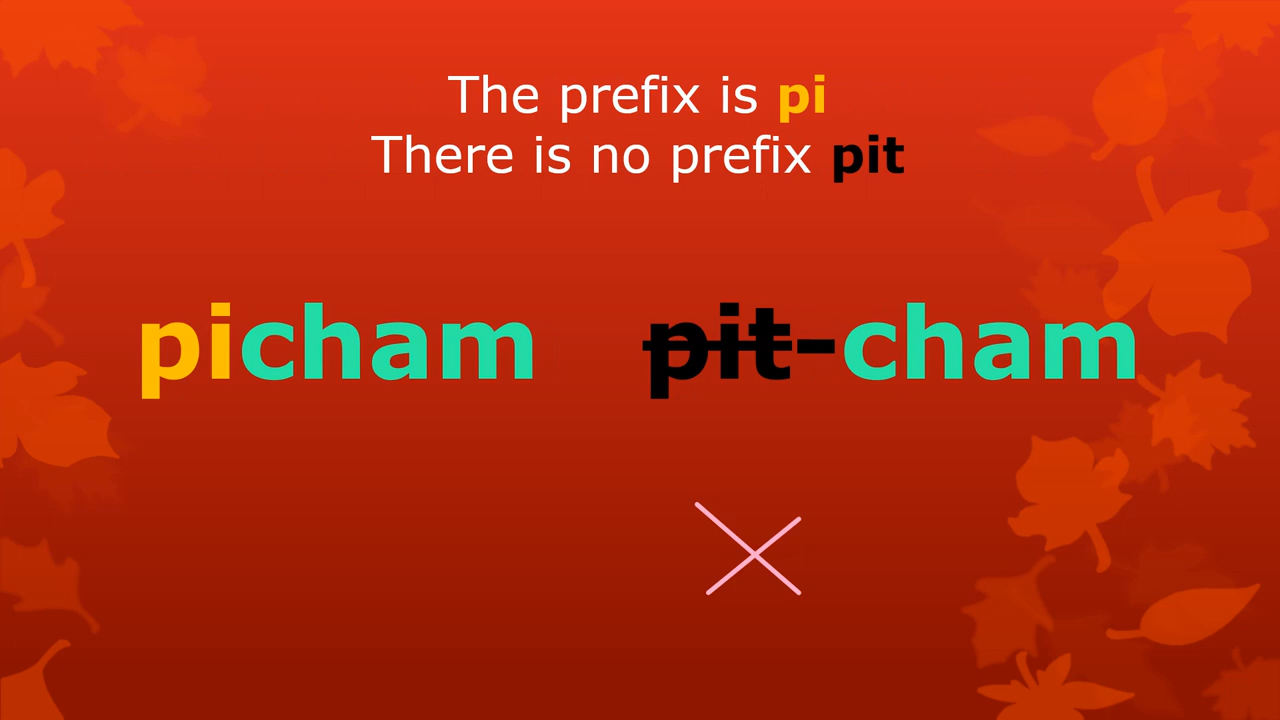 The prefix is pi
There is no prefix pit
picham pit-cham